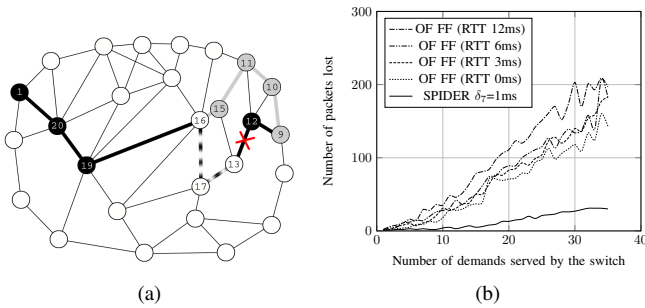 1
20
19
16
17
13
12
9
10
11
15
(a)
300
200
100
0
0
10
20
30
40
Number of packets lost
Number of demands served by the switch
OF FF (RTT 12ms)
OF FF (RTT 6ms)
OF FF (RTT 3ms)
OF FF (RTT 0ms)
SPIDER δ7=1ms
(b)